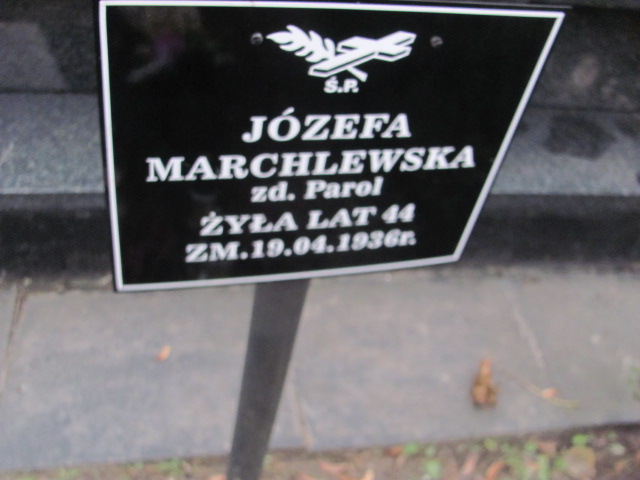 Ś.P.
JÓZEFA
MARCHLEWSKA
zd. Parol
ŻYŁA LAT 44
ZM.19.04.1936r.